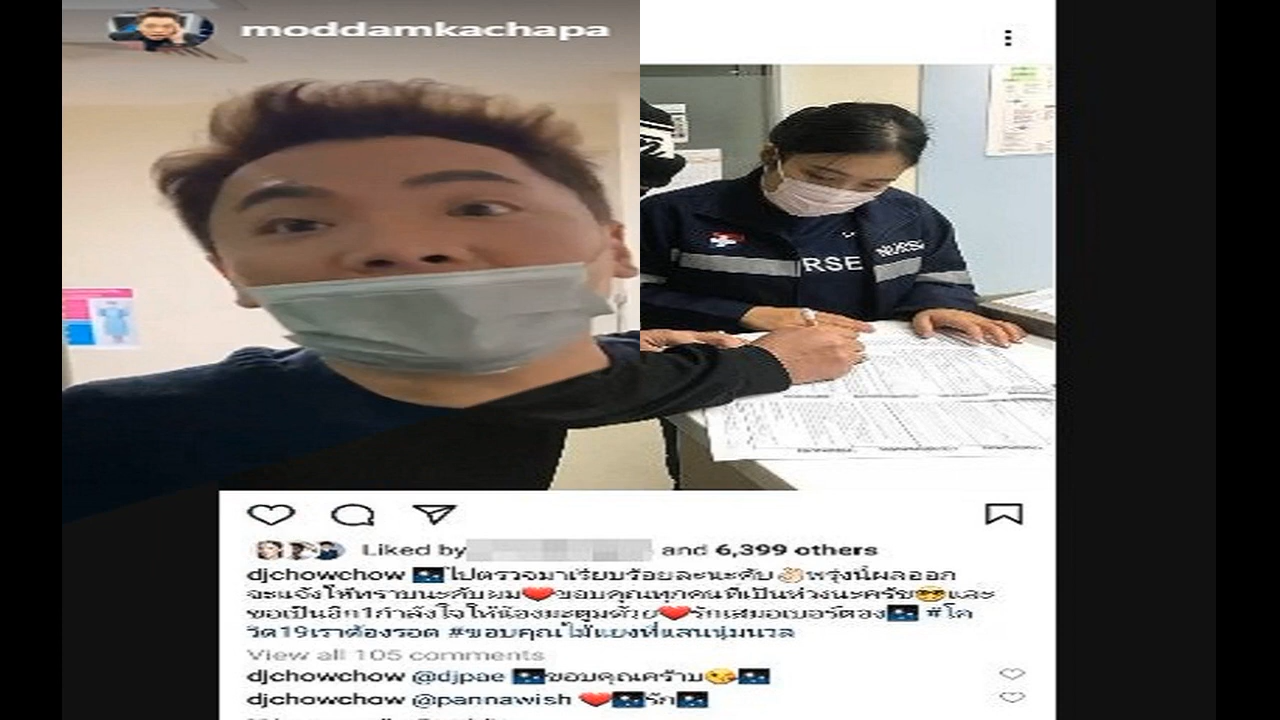 moddamkachapa
NURSE
RSE
Liked by and 6,399 others
djchowchow ไปตรวจมาเรียบร้อยละนะคับ👌🏻พรุ่งนี้ผลออก
จะแจ้งให้ทราบนะคับผม❤️ขอบคุณทุกคนที่เป็นห่วงนะครัช😎และ
ขอเป็นอีก1กำลังใจให้น้องมะตูมด้วย❤️รักเสมอเบอร์ตอง #โค
วิด19เราต้องรอด #ขอบคุณไม้แยงที่แสนนุ่มนวล
View all 105 comments
djchowchow @djpae ขอบคุณคร้าบ😘
djchowchow @pannawish ❤️รัก